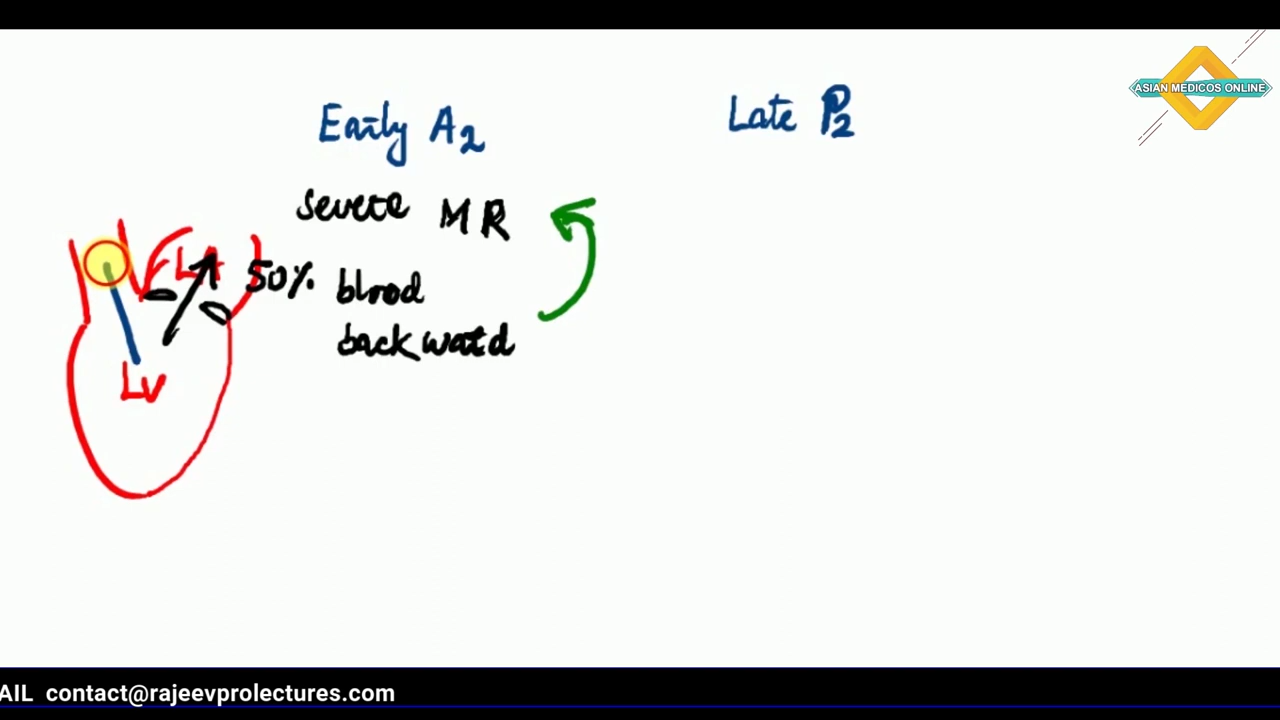 ASIAN MEDICOS ONLINE
Early A2
Late P2
Severe MR
LA
50% blood
backward
LV
AIL contact@rajeevprolectures.com